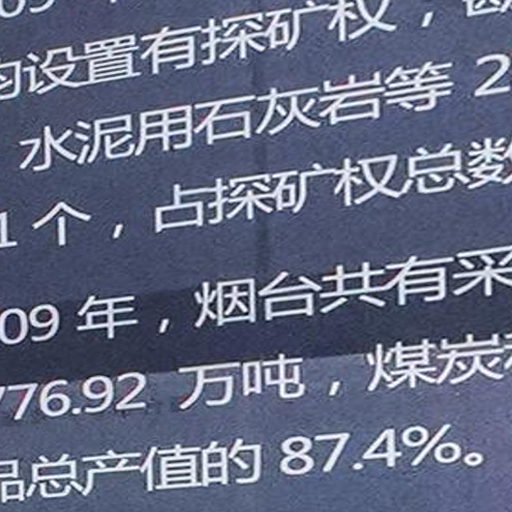 均设置有探矿权，
水泥用石灰岩等 2
1 个，占探矿权总数
09 年，烟台共有采
776.92 万吨，煤炭和
品总产值的 87.4%。